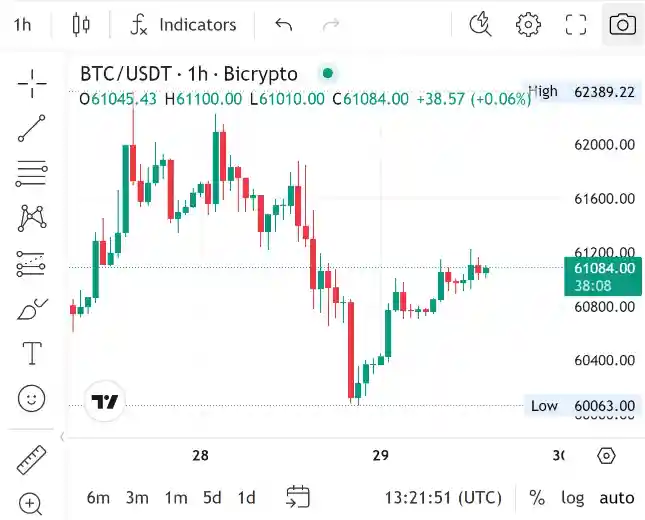 1h Indicators
BTC/USDT · 1h · Bicrypto
O61045.43 H61100.00 L61010.00 C61084.00 +38.57 (+0.06%)
High 62389.22
62000.00
61600.00
61200.00
61084.00
38:08
60800.00
60400.00
Low 60063.00
28 29 30
6m 3m 1m 5d 1d 13:21:51 (UTC) % log auto